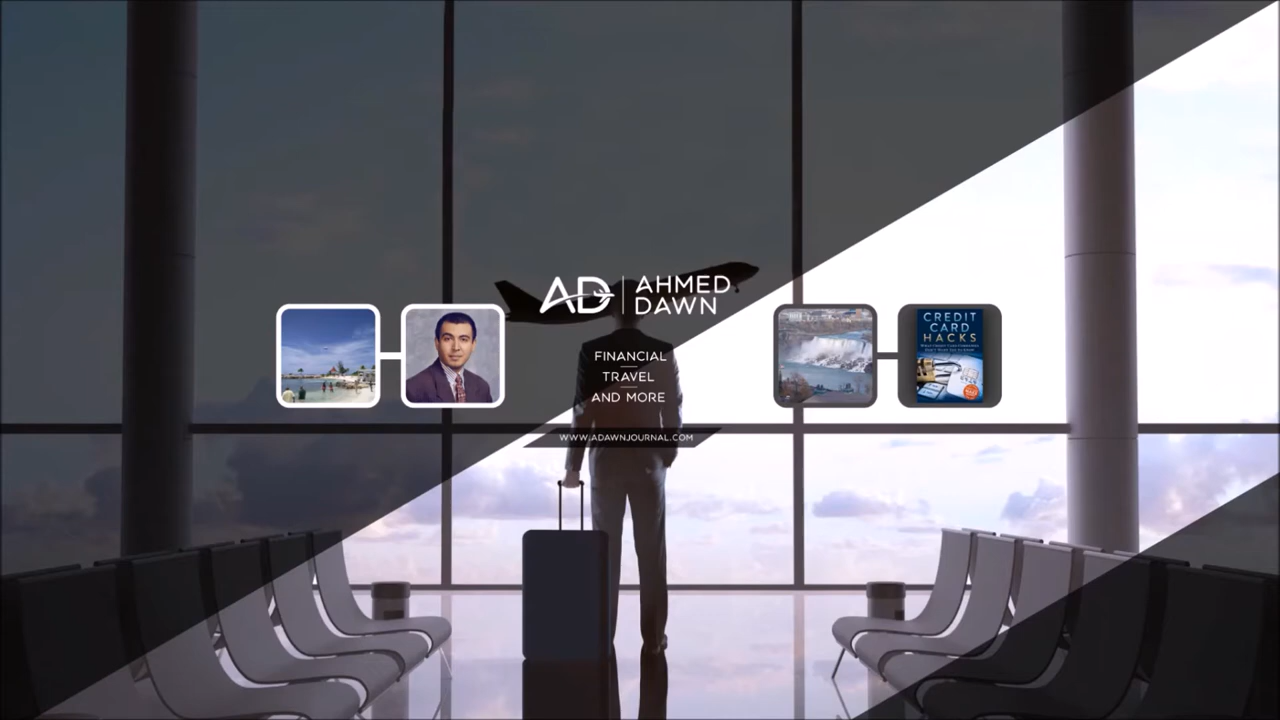 AD
AHMED
DAWN
FINANCIAL
TRAVEL
AND MORE
WWW.ADAWNJOURNAL.COM
CREDIT
CARD
HACKS